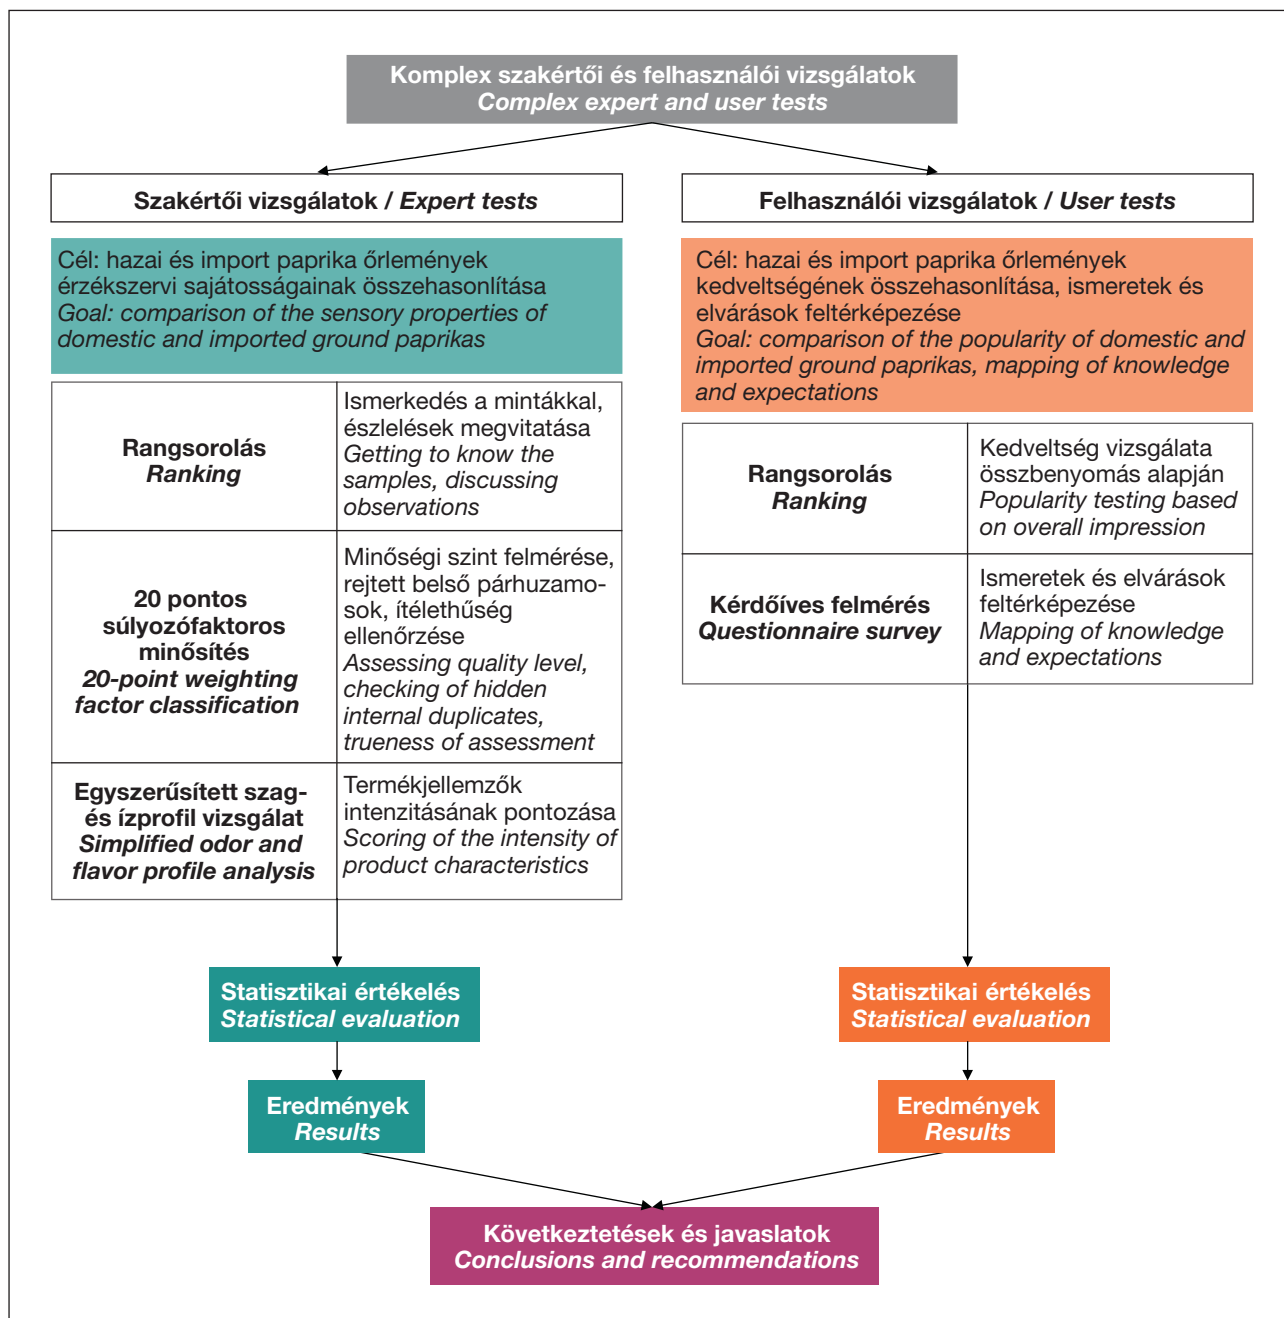 Komplex szakértői és felhasználói vizsgálatok
Complex expert and user tests
Szakértői vizsgálatok / Expert tests
Cél: hazai és import paprika őrlemények
érzékszervi sajátosságainak összehasonlítása
Goal: comparison of the sensory properties of
domestic and imported ground paprikas
Rangsorolás
Ranking
Ismerkedés a mintákkal,
észlelések megvitatása
Getting to know the
samples, discussing
observations
20 pontos
súlyozófaktoros
minősítés
20-point weighting
factor classification
Minőségi szint felmérése,
rejtett belső párhuzamo-
sok, ítélethűség
ellenőrzése
Assessing quality level,
checking of hidden
internal duplicates,
trueness of assessment
Egyszerűsített szag-
és ízprofil vizsgálat
Simplified odor and
flavor profile analysis
Termékjellemzők
intenzitásának pontozása
Scoring of the intensity of
product characteristics
Statisztikai értékelés
Statistical evaluation
Eredmények
Results
Felhasználói vizsgálatok / User tests
Cél: hazai és import paprika őrlemények
kedveltségének összehasonlítása, ismeretek és
elvárások feltérképezése
Goal: comparison of the popularity of domestic and
imported ground paprikas, mapping of knowledge
and expectations
Rangsorolás
Ranking
Kedveltség vizsgálata
összbenyomás alapján
Popularity testing based
on overall impression
Kérdőíves felmérés
Questionnaire survey
Ismeretek és elvárások
feltérképezése
Mapping of knowledge
and expectations
Statisztikai értékelés
Statistical evaluation
Eredmények
Results
Következtetések és javaslatok
Conclusions and recommendations